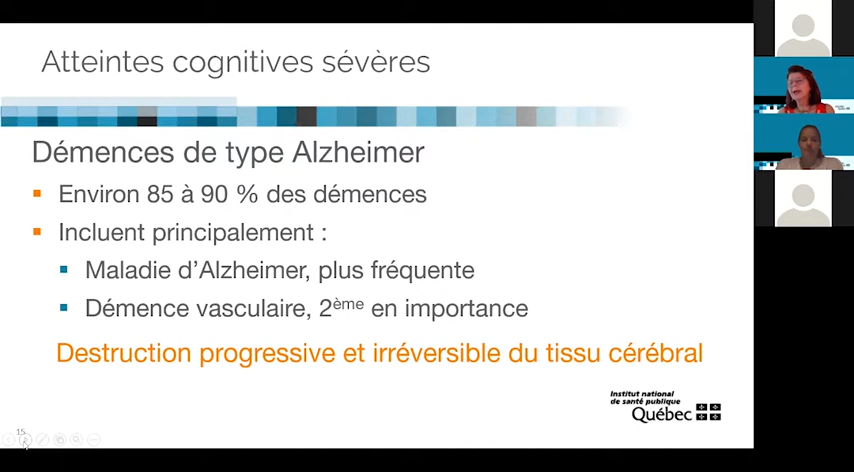 Atteintes cognitives sévères
Démences de type Alzheimer
Environ 85 à 90 % des démences
Incluent principalement :
Maladie d’Alzheimer, plus fréquente
Démence vasculaire, 2ème en importance
Destruction progressive et irréversible du tissu cérébral
Institut national
de santé publique
Québec
15